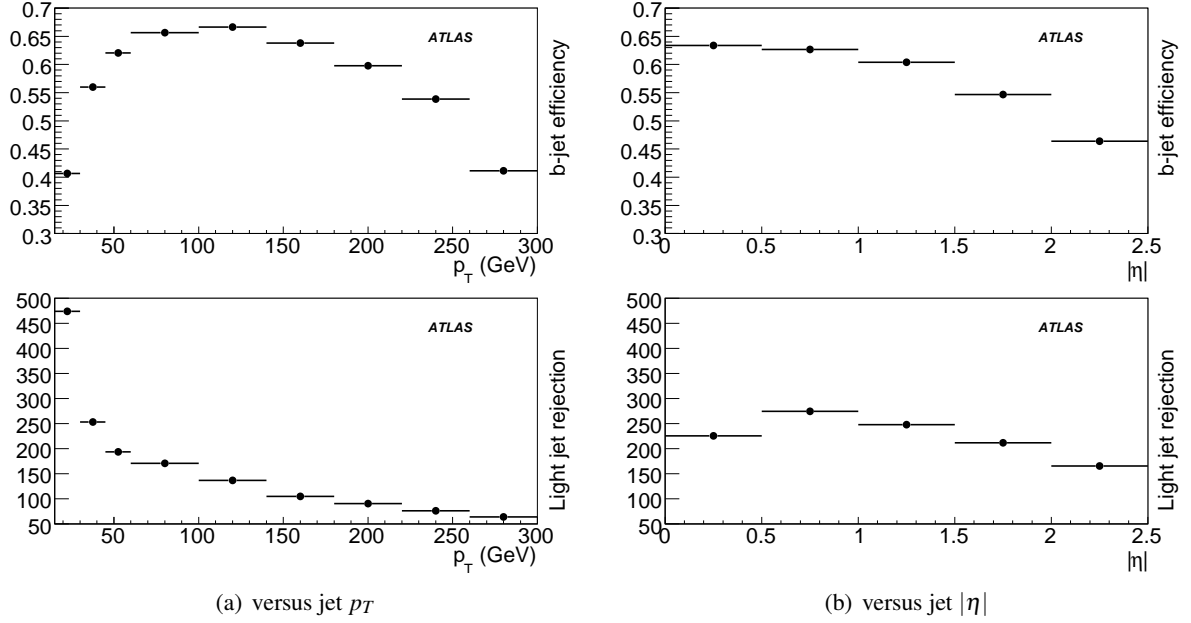 0.7
0.65
0.6
0.55
0.5
0.45
0.4
0.35
0.3
ATLAS
b-jet efficiency
50 100 150 200 250 300
p_T (GeV)
0.7
0.65
0.6
0.55
0.5
0.45
0.4
0.35
0.3
ATLAS
b-jet efficiency
0 0.5 1 1.5 2 2.5
|η|
500
450
400
350
300
250
200
150
100
50
ATLAS
Light jet rejection
50 100 150 200 250 300
p_T (GeV)
500
450
400
350
300
250
200
150
100
50
ATLAS
Light jet rejection
0 0.5 1 1.5 2 2.5
|η|
(a) versus jet p_T
(b) versus jet |η|